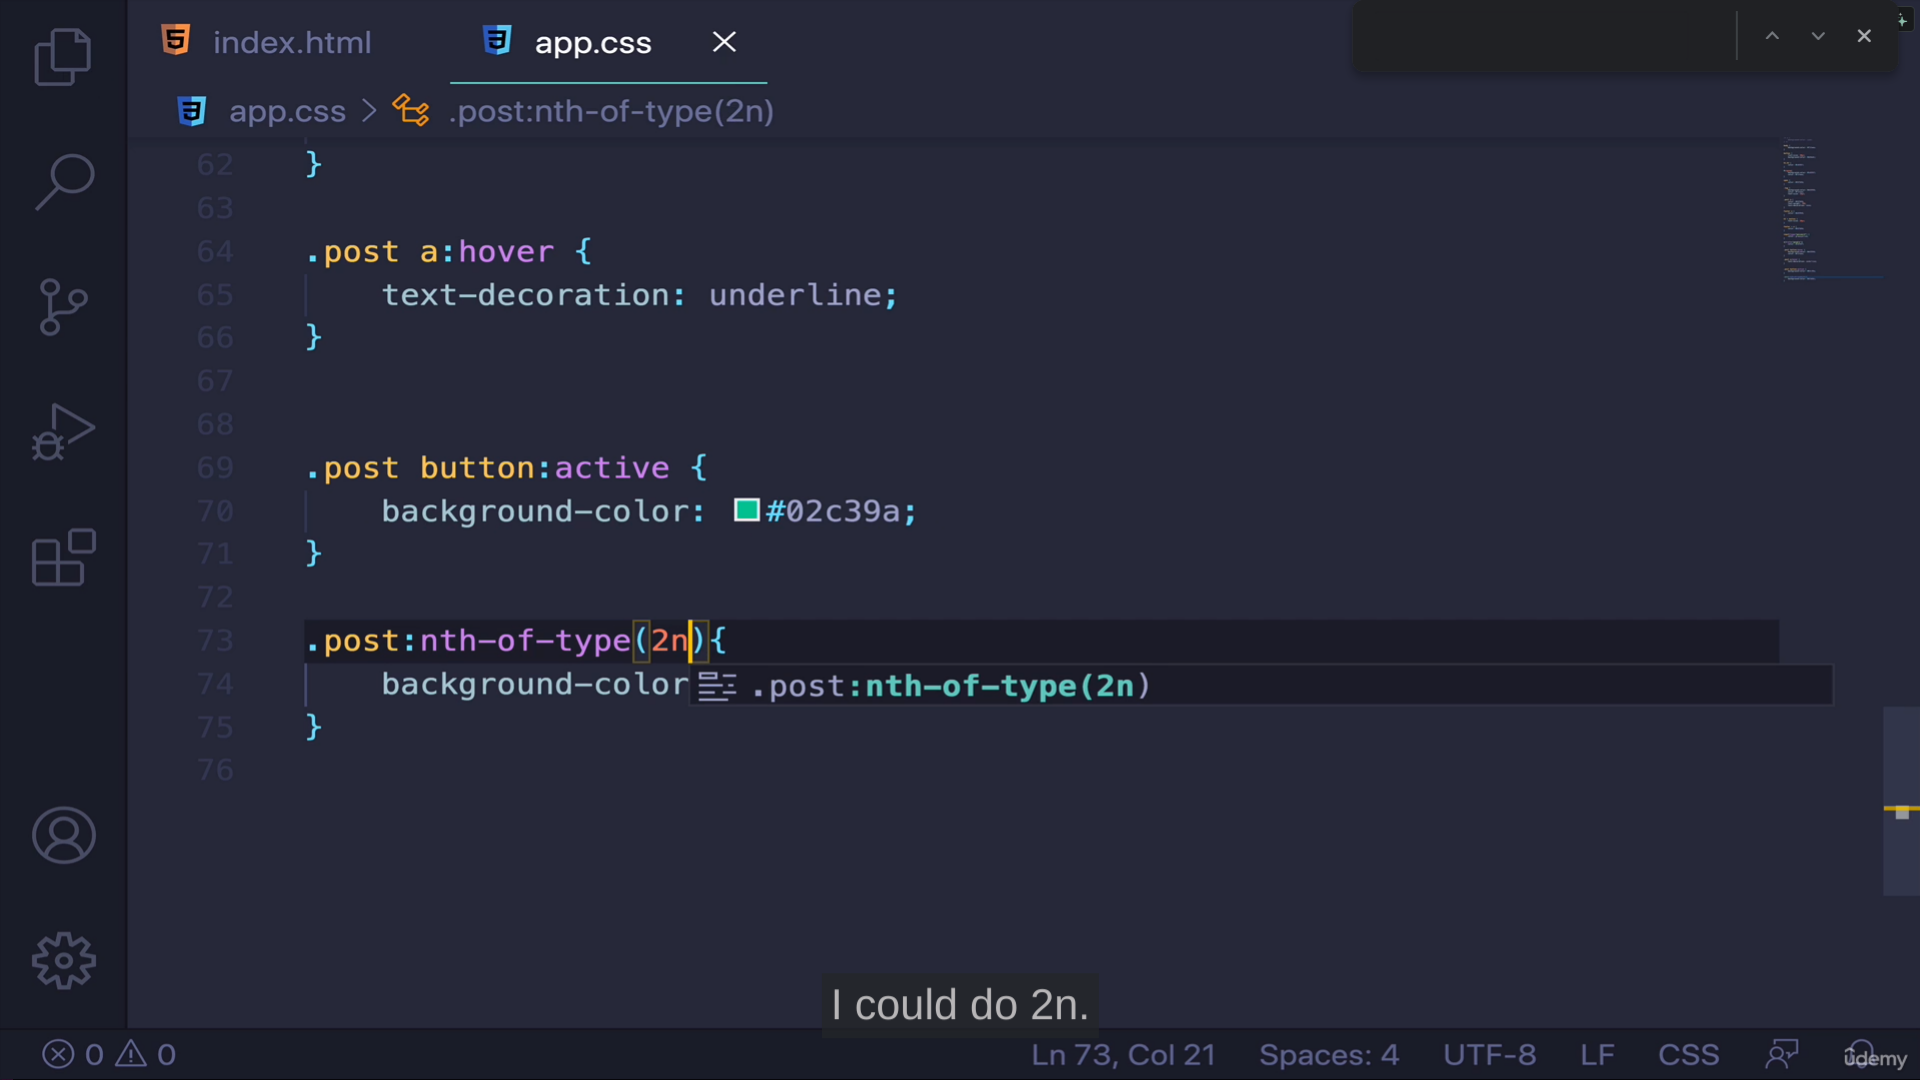 index.html
app.css
app.css > .post:nth-of-type(2n)
62 }
63
64 .post a:hover {
65 text-decoration: underline;
66 }
67
68
69 .post button:active {
70 background-color: #02c39a;
71 }
72
73 .post:nth-of-type(2n){
74 background-color
.post:nth-of-type(2n)
75 }
76
I could do 2n.
0 0
Ln 73, Col 21 Spaces: 4 UTF-8 LF CSS
udemy